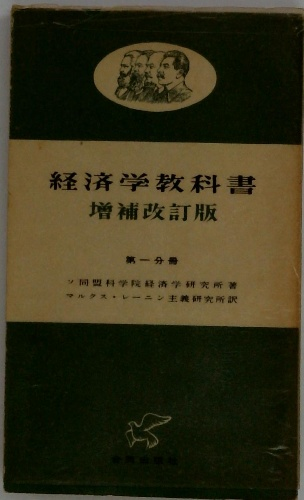 経済学教科書
増補改訂版
第一分冊
ソ同盟科学院経済学研究所著
マルクス・レーニン主義研究所訳